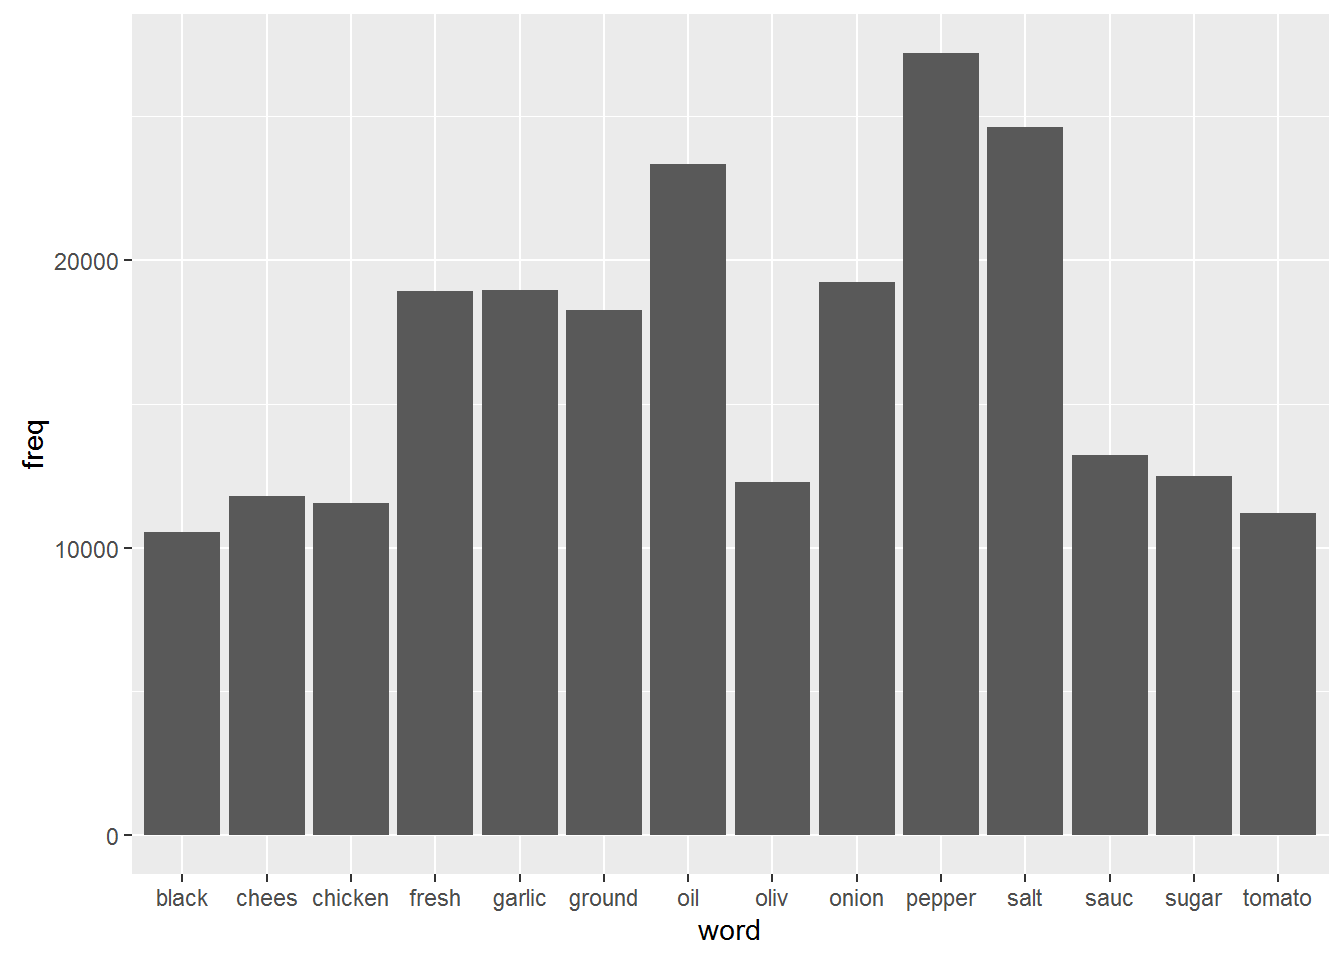 freq
20000
10000
0
black chees chicken fresh garlic ground oil oliv onion pepper salt sauc sugar tomato
word